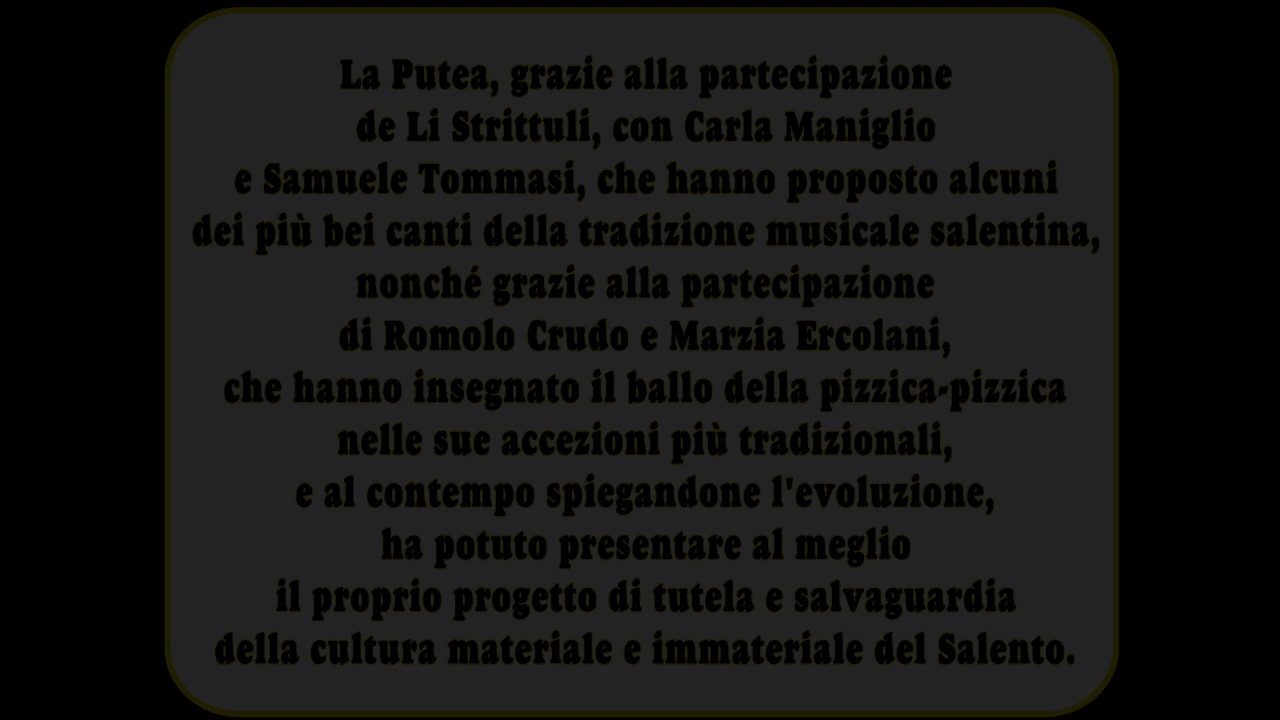 La Putea, grazie alla partecipazione
de Li Strittuli, con Carla Maniglio
e Samuele Tommasi, che hanno proposto alcuni
dei più bei canti della tradizione musicale salentina,
nonché grazie alla partecipazione
di Romolo Crudo e Marzia Ercolani,
che hanno insegnato il ballo della pizzica-pizzica
nelle sue accezioni più tradizionali,
e al contempo spiegandone l'evoluzione,
ha potuto presentare al meglio
il proprio progetto di tutela e salvaguardia
della cultura materiale e immateriale del Salento.